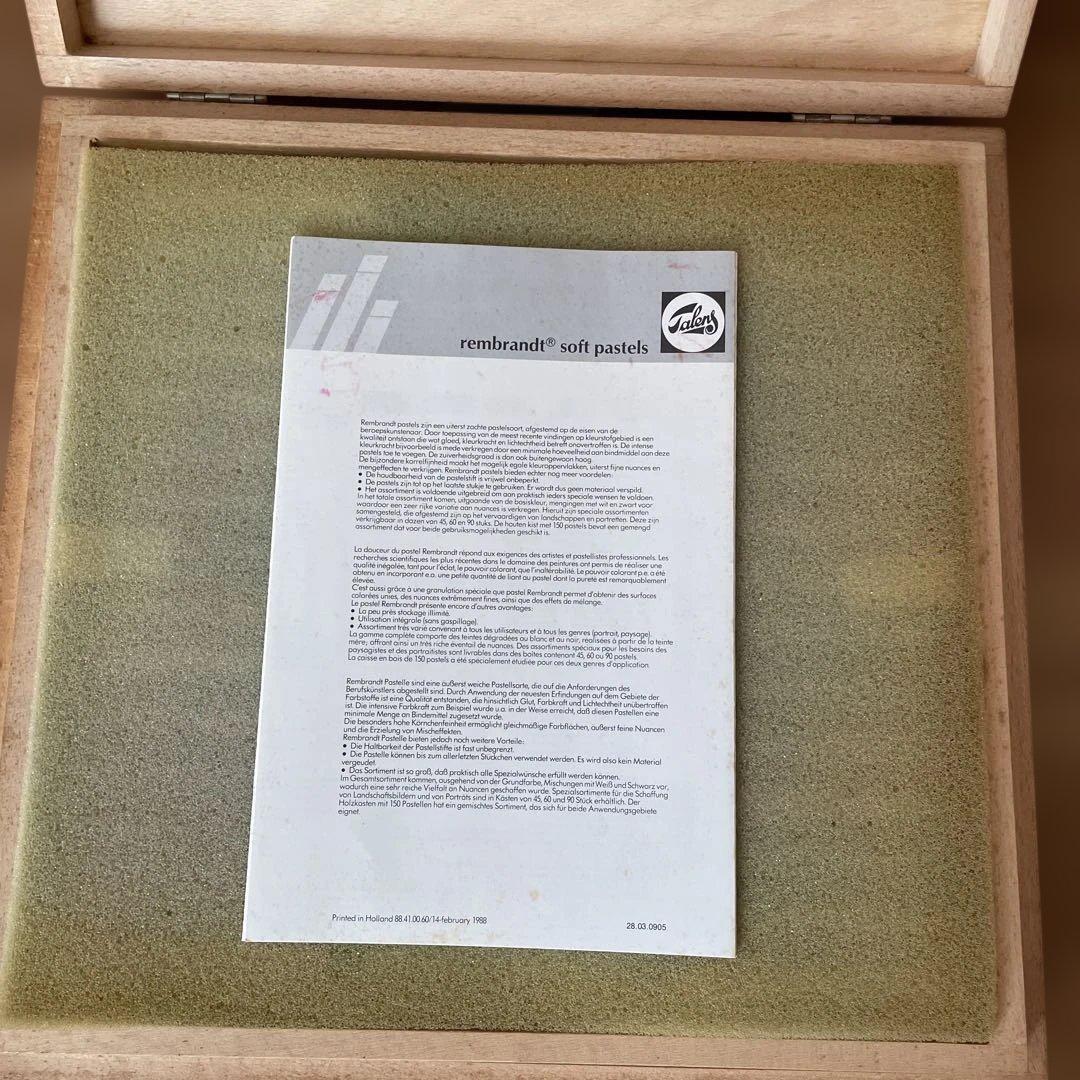 Talens
rembrandt® soft pastels
Rembrandt pastels zijn een uiterst zachte pastelsoort, afgestemd op de eisen van de
beroepskunstenaar. Door toepassing van de meest recente vindingen op kleurstofgebied is een
kwaliteit ontstaan die wat gloed, kleurkracht en lichtechtheid betreft onovertroffen is. De intense
kleurkracht bijvoorbeeld is mede verkregen door een minimale hoeveelheid aan bindmiddel aan deze
pastels toe te voegen. De zuiverheidsgraad is dan ook buitengewoon hoog.
De bijzondere korrelfijnheid maakt het mogelijk egale kleuroppervlakken, uiterst fijne nuances en
mengeffecten te verkrijgen. Rembrandt pastels bieden echter nog meer voordelen:
• De houdbaarheid van de pastelstift is vrijwel onbeperkt.
• De pastels zijn tot op het laatste stukje te gebruiken. Er wordt dus geen materiaal verspild.
• Het assortiment is voldoende uitgebreid om aan praktisch ieders speciale wensen te voldoen.
In het totale assortiment komen, uitgaande van de basiskleur, mengingen met wit en zwart voor
waardoor een zeer rijke variatie aan nuances is verkregen. Hieruit zijn speciale assortimenten
samengesteld, die afgestemd zijn op het vervaardigen van landschappen en portretten. Deze zijn
verkrijgbaar in dozen van 45, 60 en 90 stuks. De houten kist met 150 pastels bevat een gemengd
assortiment dat voor beide gebruiksmogelijkheden geschikt is.
La douceur du pastel Rembrandt répond aux exigences des artistes et pastellistes professionnels. Les
recherches scientifiques les plus récentes dans le domaine des peintures ont permis de réaliser une
qualité inégalée, tant pour l'éclat, le pouvoir colorant, que l'inaltérabilité. Le pouvoir colorant p.e. a été
obtenu en incorporant e.a. une petite quantité de liant au pastel dont la pureté est remarquablement
élevée.
C'est aussi grâce à une granulation spéciale que pastel Rembrandt permet d'obtenir des surfaces
colorées unies, des nuances extrêmement fines, ainsi que des effets de mélange.
Le pastel Rembrandt présente encore d'autres avantages:
• La peu près stockage illimité.
• Utilisation intégrale (sans gaspillage).
• Assortiment très varié convenant à tous les utilisateurs et à tous les genres (portrait, paysage).
La gamme complète comporte des teintes dégradées au blanc et au noir, réalisées à partir de la teinte
mère, offrant ainsi un très riche éventail de nuances. Des assortiments spéciaux pour les besoins des
paysagistes et des portraitistes sont livrables dans des boîtes contenant 45, 60 ou 90 pastels.
La caisse en bois de 150 pastels a été spécialement étudiée pour ces deux genres d'application.
Rembrandt Pastelle sind eine äußerst weiche Pastellsorte, die auf die Anforderungen des
Berufskünstlers abgestellt sind. Durch Anwendung der neuesten Erfindungen auf dem Gebiete der
Farbstoffe ist eine Qualität entstanden, die hinsichtlich Glut, Farbkraft und Lichtechtheit unübertroffen
ist. Die intensive Farbkraft zum Beispiel wurde u.a. in der Weise erreicht, daß diesen Pastellen eine
minimale Menge an Bindemittel zugesetzt wurde.
Die besonders hohe Körnchenfeinheit ermöglicht gleichmäßige Farbflächen, äußerst feine Nuancen
und die Erzielung von Mischeffekten.
Rembrandt Pastelle bieten jedoch noch weitere Vorteile:
• Die Haltbarkeit der Pastellstifte ist fast unbegrenzt.
• Die Pastelle können bis zum allerletzten Stückchen verwendet werden. Es wird also kein Material
vergeudet.
• Das Sortiment ist so groß, daß praktisch alle Spezialwünsche erfüllt werden können.
Im Gesamtsortiment kommen, ausgehend von der Grundfarbe, Mischungen mit Weiß und Schwarz vor,
wodurch eine sehr reiche Vielfalt an Nuancen geschaffen wurde. Spezialsortimente für die Schaffung
von Landschaftsbildern und von Porträts sind in Kästen von 45, 60 und 90 Stück erhältlich. Der
Holzkasten mit 150 Pastellen hat ein gemischtes Sortiment, das sich für beide Anwendungsgebiete
eignet.
Printed in Holland 88.41.00.60/14-february 1988
28.03.0905